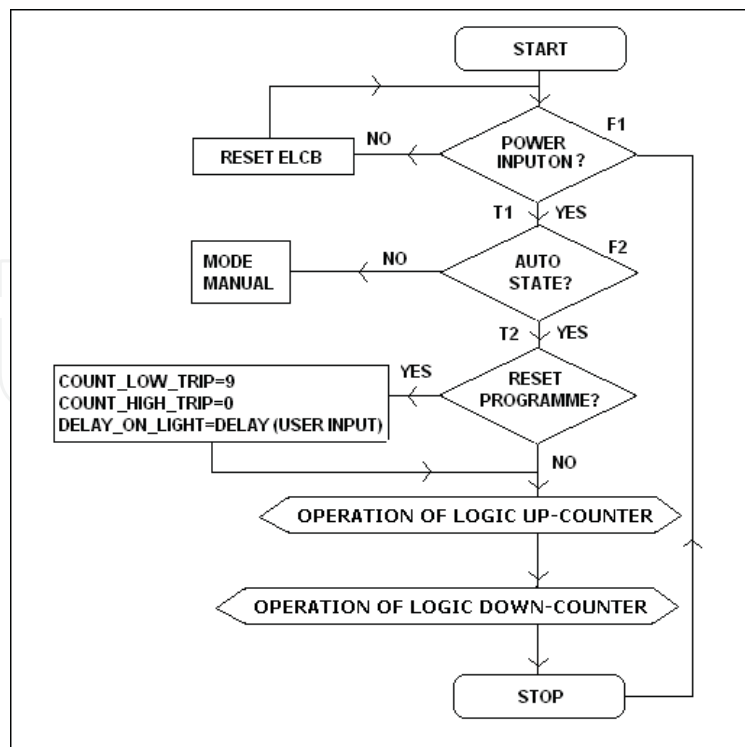 START
F1
NO
POWER
INPUTON ?
RESET ELCB
T1 YES
F2
NO
AUTO
STATE?
MODE
MANUAL
T2 YES
YES
RESET
PROGRAMME?
COUNT_LOW_TRIP=9
COUNT_HIGH_TRIP=0
DELAY_ON_LIGHT=DELAY (USER INPUT)
NO
OPERATION OF LOGIC UP-COUNTER
OPERATION OF LOGIC DOWN-COUNTER
STOP